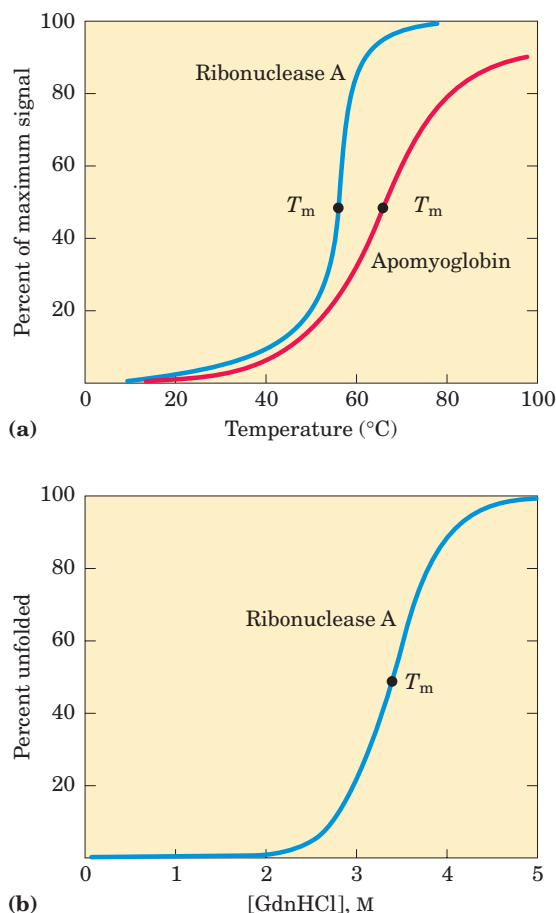 100
80
60
40
20
Percent of maximum signal
Ribonuclease A
Tm
Tm
Apomyoglobin
0
20
40
60
80
100
(a)
Temperature (°C)
100
80
60
40
20
Percent unfolded
Ribonuclease A
Tm
0
1
2
3
4
5
(b)
[GdnHCl], M